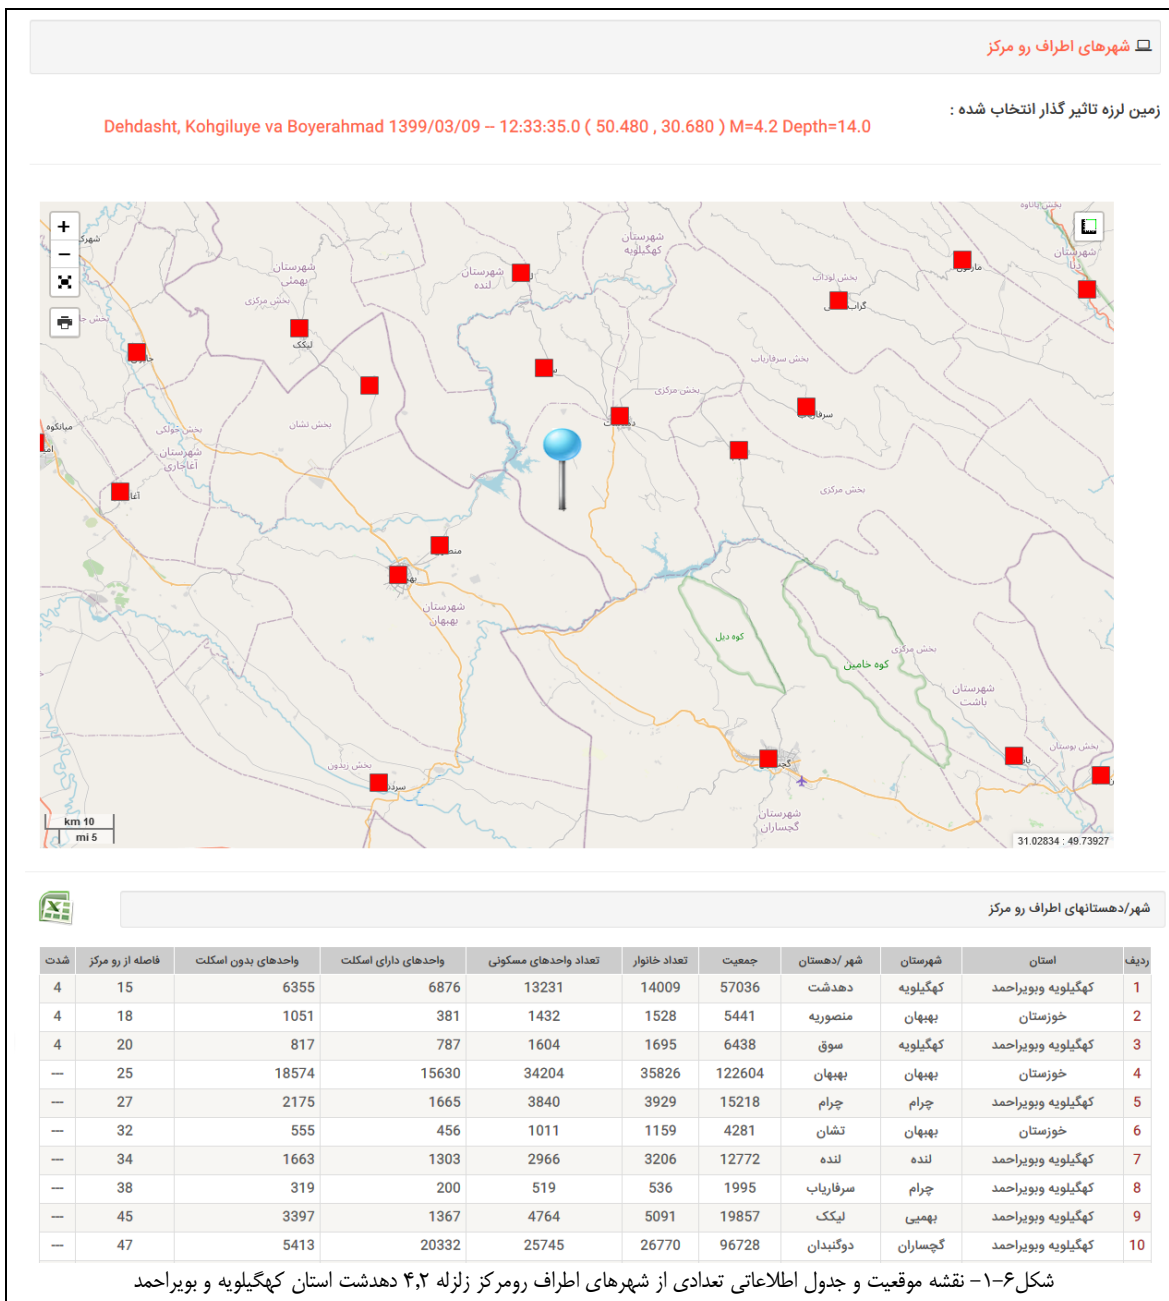 شهرهای اطراف رو مرکز
زمین لرزه تاثیر گذار انتخاب شده :
Dehdasht, Kohgiluye va Boyerahmad 1399/03/09 -- 12:33:35.0 ( 50.480 , 30.680 ) M=4.2 Depth=14.0
شهرستان
کهگیلویه
شهرستان
دنا
شهرستان
لنده
شهرستان
بهمئی
بخش مرکزی
بخش لوداب
لیکک
بخش سرفاریاب
بخش مرکزی
بخش تشان
میانکوه
بخش جولکی
شهرستان
آغاجاری
بخش مرکزی
شهرستان
بهبهان
کوه دیل
بخش مرکزی
کوه خامین
شهرستان
باشت
بخش بوستان
بخش زیدون
شهرستان
گچساران
km 10
mi 5
31.02834 : 49.73927
شهر/دهستانهای اطراف رو مرکز
ردیف استان شهرستان شهر /دهستان جمعیت تعداد خانوار تعداد واحدهای مسکونی واحدهای دارای اسکلت واحدهای بدون اسکلت فاصله از رو مرکز شدت
1 کهگیلویه وبویراحمد کهگیلویه دهدشت 57036 14009 13231 6876 6355 15 4
2 خوزستان بهبهان منصوریه 5441 1528 1432 381 1051 18 4
3 کهگیلویه وبویراحمد کهگیلویه سوق 6438 1695 1604 787 817 20 4
4 خوزستان بهبهان بهبهان 122604 35826 34204 15630 18574 25 ---
5 کهگیلویه وبویراحمد چرام چرام 15218 3929 3840 1665 2175 27 ---
6 خوزستان بهبهان تشان 4281 1159 1011 456 555 32 ---
7 کهگیلویه وبویراحمد لنده لنده 12772 3206 2966 1303 1663 34 ---
8 کهگیلویه وبویراحمد چرام سرفاریاب 1995 536 519 200 319 38 ---
9 کهگیلویه وبویراحمد بهمیی لیکک 19857 5091 4764 1367 3397 45 ---
10 کهگیلویه وبویراحمد گچساران دوگنبدان 96728 26770 25745 20332 5413 47 ---
شکل۶-۱- نقشه موقعیت و جدول اطلاعاتی تعدادی از شهرهای اطراف رومرکز زلزله ۴٫۲ دهدشت استان کهگیلویه و بویراحمد